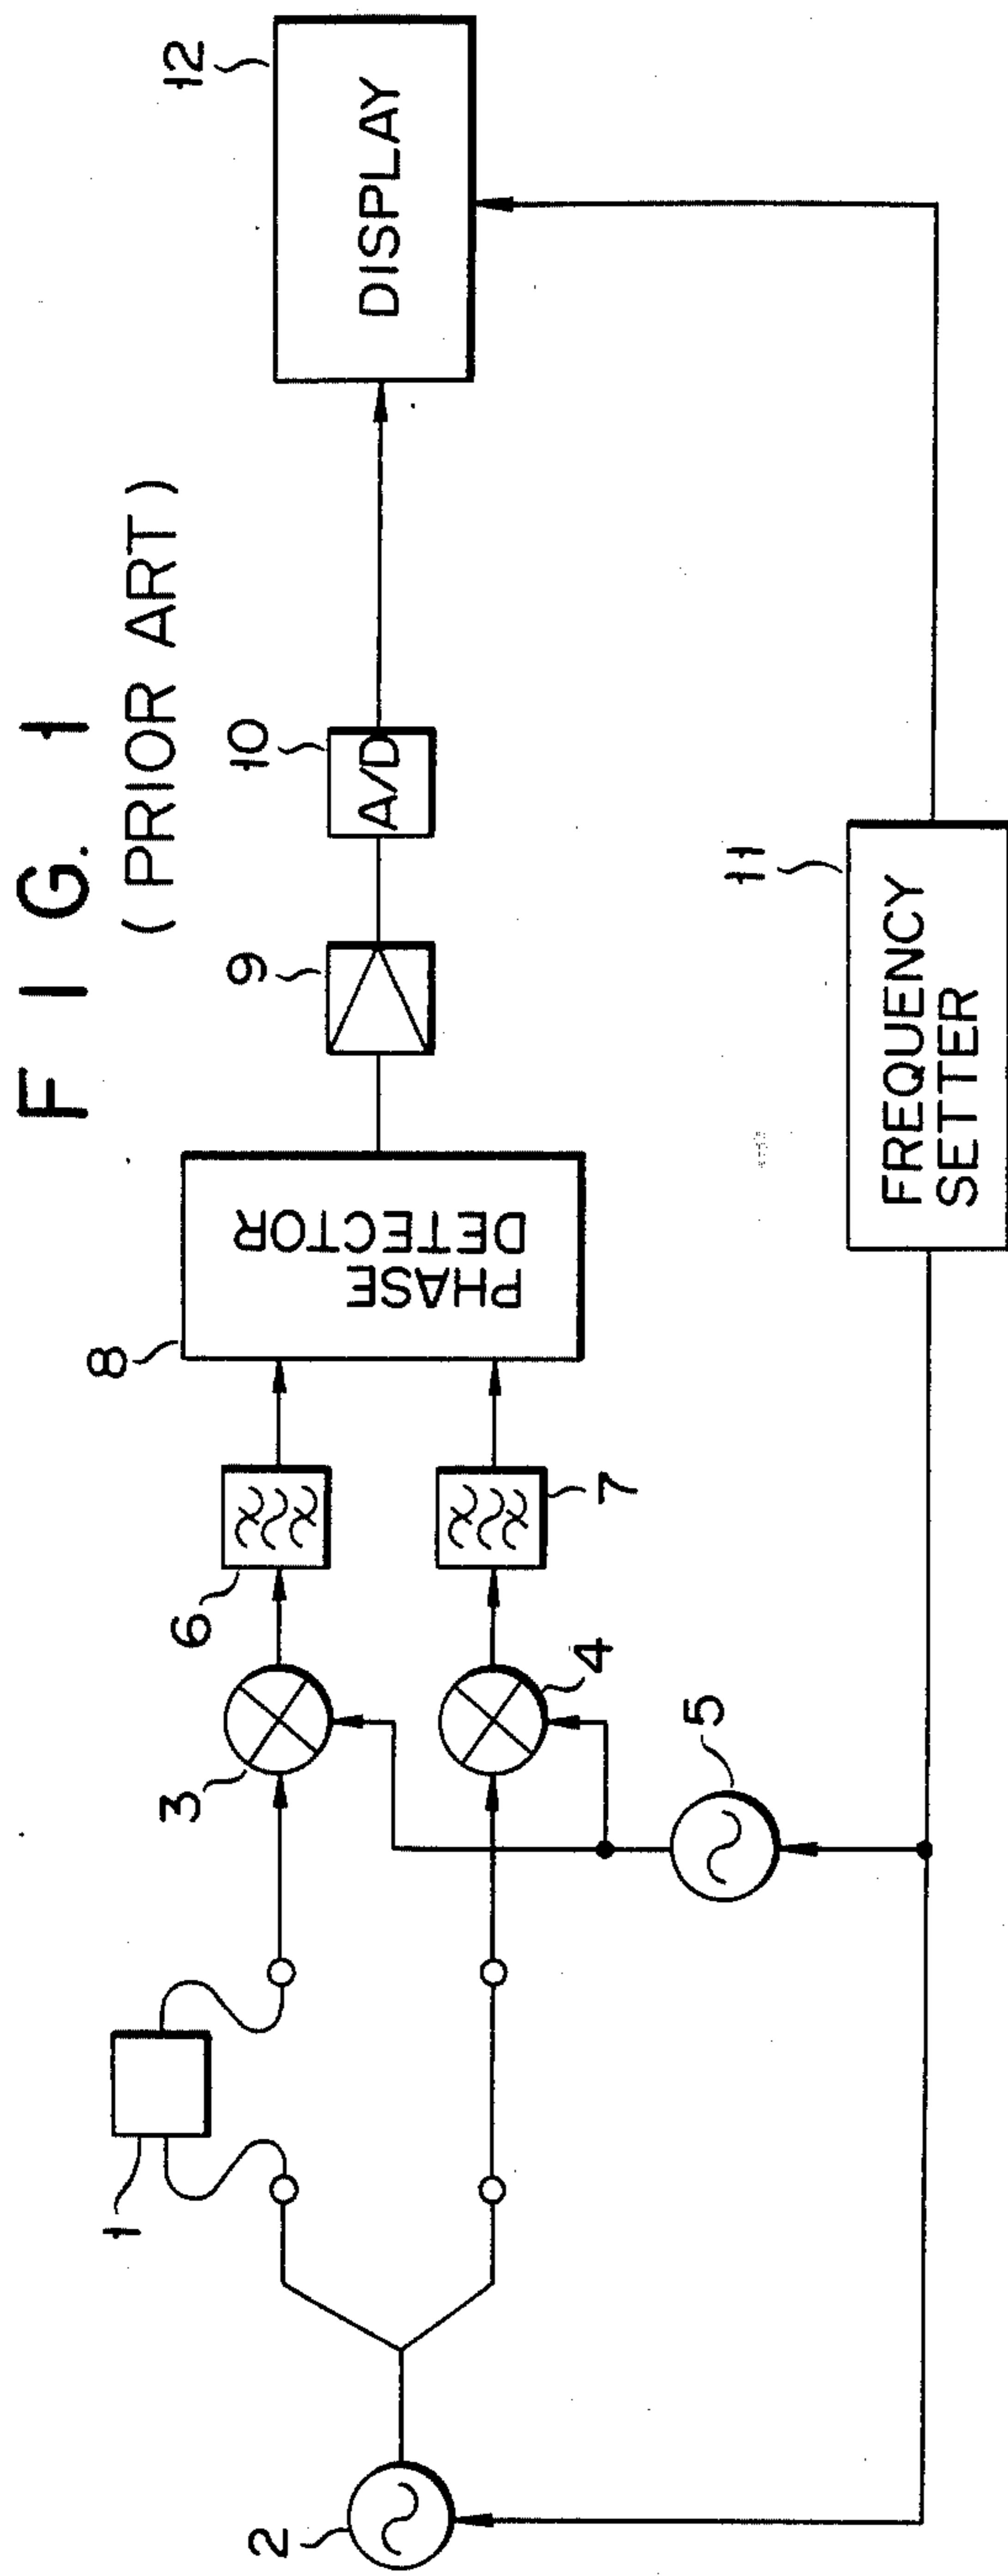 FIG. 1
(PRIOR ART)
1
2
3
4
5
6
7
8
PHASE
DETECTOR
9
10
A/D
11
FREQUENCY
SETTER
12
DISPLAY